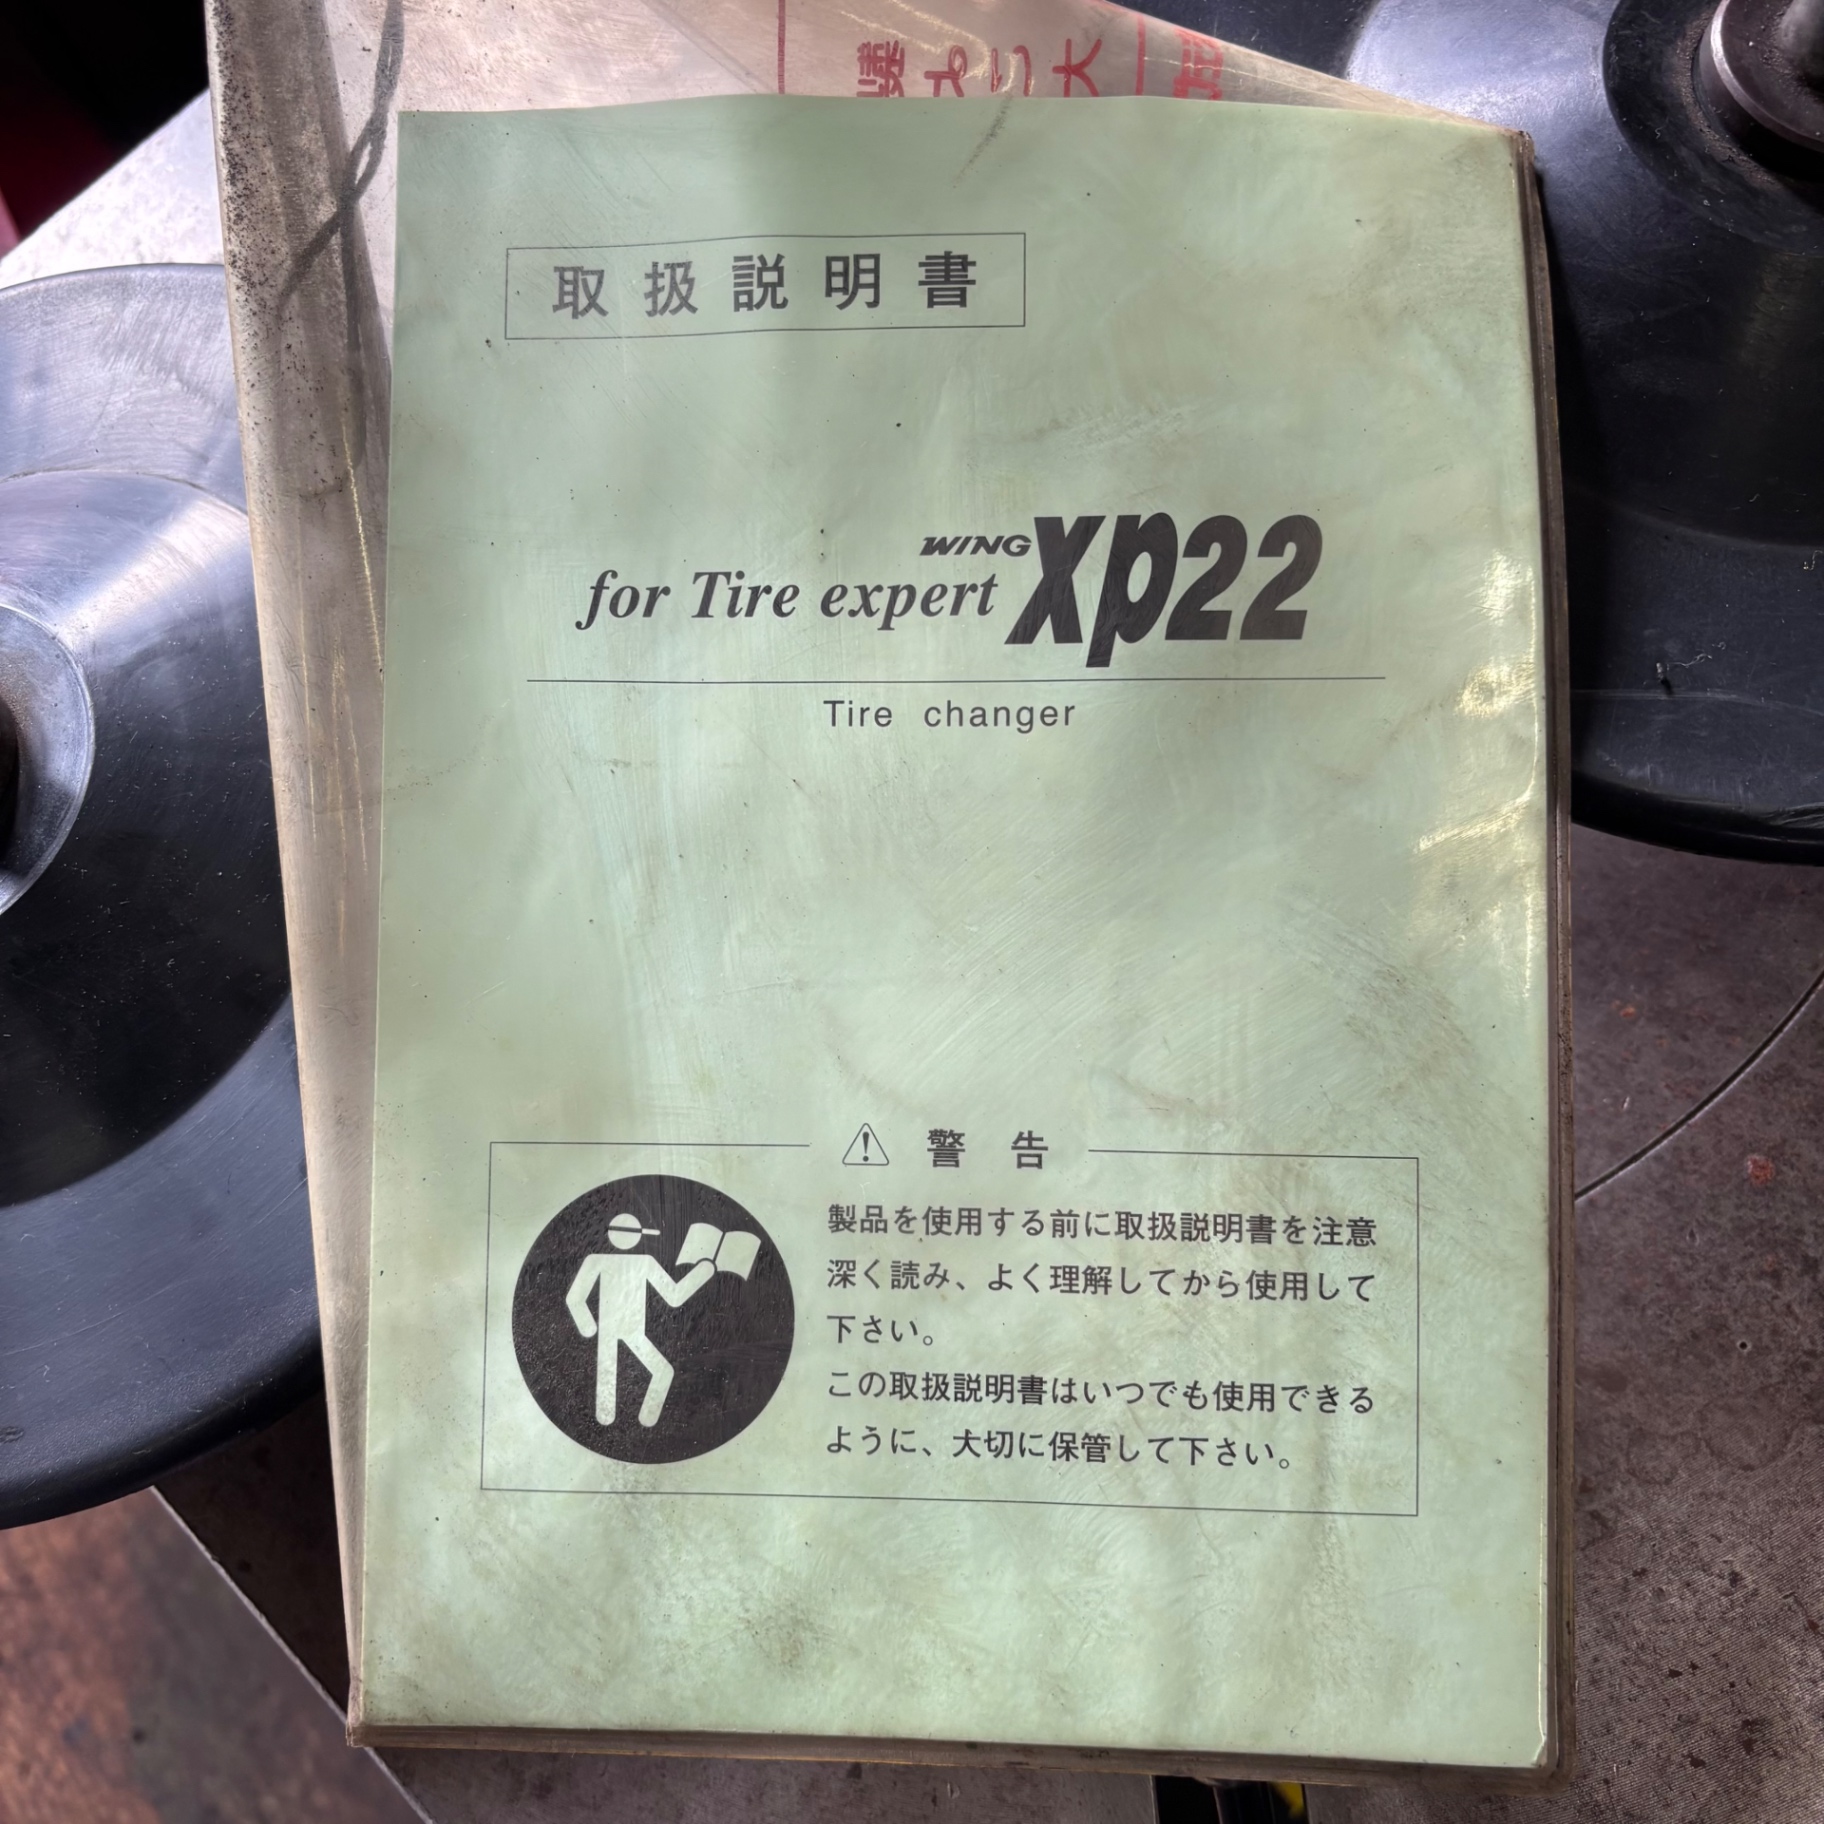 取扱説明書
WING
for Tire expert Xp22
Tire changer
警告
製品を使用する前に取扱説明書を注意
深く読み、よく理解してから使用して
下さい。
この取扱説明書はいつでも使用できる
ように、大切に保管して下さい。